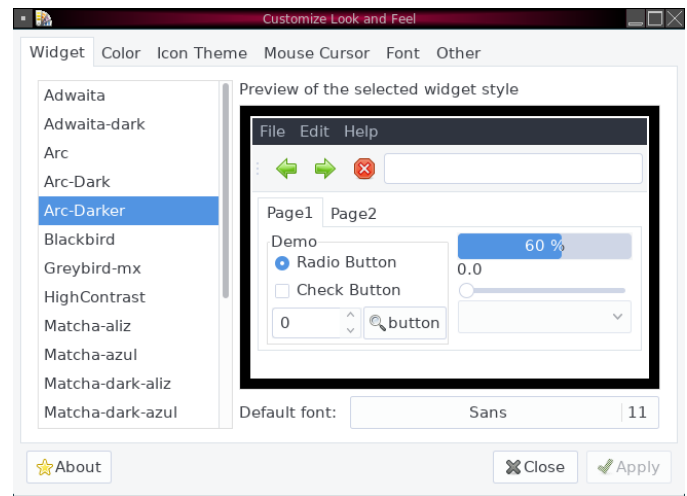 Customize Look and Feel
Widget Color Icon Theme Mouse Cursor Font Other
Adwaita
Adwaita-dark
Arc
Arc-Dark
Arc-Darker
Blackbird
Greybird-mx
HighContrast
Matcha-aliz
Matcha-azul
Matcha-dark-aliz
Matcha-dark-azul
Preview of the selected widget style
File Edit Help
Page1 Page2
Demo
Radio Button
Check Button
0 button
60 %
0.0
Default font: Sans 11
About Close Apply